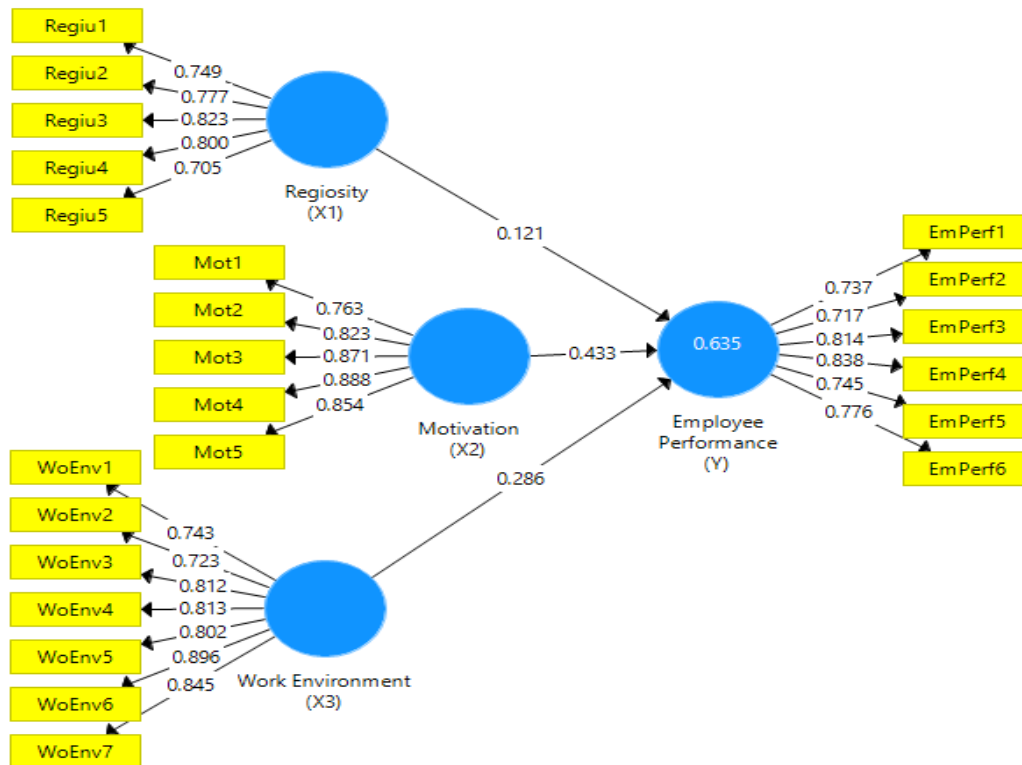 Regiu1
Regiu2
Regiu3
Regiu4
Regiu5
0.749
0.777
0.823
0.800
0.705
Regiosity
(X1)
0.121
Mot1
Mot2
Mot3
Mot4
Mot5
0.763
0.823
0.871
0.888
0.854
Motivation
(X2)
0.433
WoEnv1
WoEnv2
WoEnv3
WoEnv4
WoEnv5
WoEnv6
WoEnv7
0.743
0.723
0.812
0.813
0.802
0.896
0.845
Work Environment
(X3)
0.286
0.635
Employee
Performance
(Y)
0.737
0.717
0.814
0.838
0.745
0.776
EmPerf1
EmPerf2
EmPerf3
EmPerf4
EmPerf5
EmPerf6